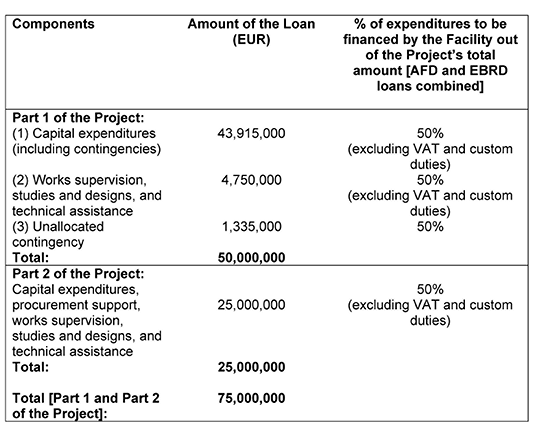 Components Amount of the Loan (EUR) % of expenditures to be financed by the Facility out of the Project's total amount [AFD and EBRD loans combined]
Part 1 of the Project:
(1) Capital expenditures 43,915,000 50%
(including contingencies) (excluding VAT and custom duties)
(2) Works supervision, 4,750,000 50%
studies and designs, and (excluding VAT and custom
technical assistance duties)
(3) Unallocated 1,335,000 50%
contingency
Total: 50,000,000
Part 2 of the Project:
Capital expenditures, 50%
procurement support, 25,000,000 (excluding VAT and custom
works supervision, duties)
studies and designs, and
technical assistance
Total: 25,000,000
Total [Part 1 and Part 2 75,000,000
of the Project]: